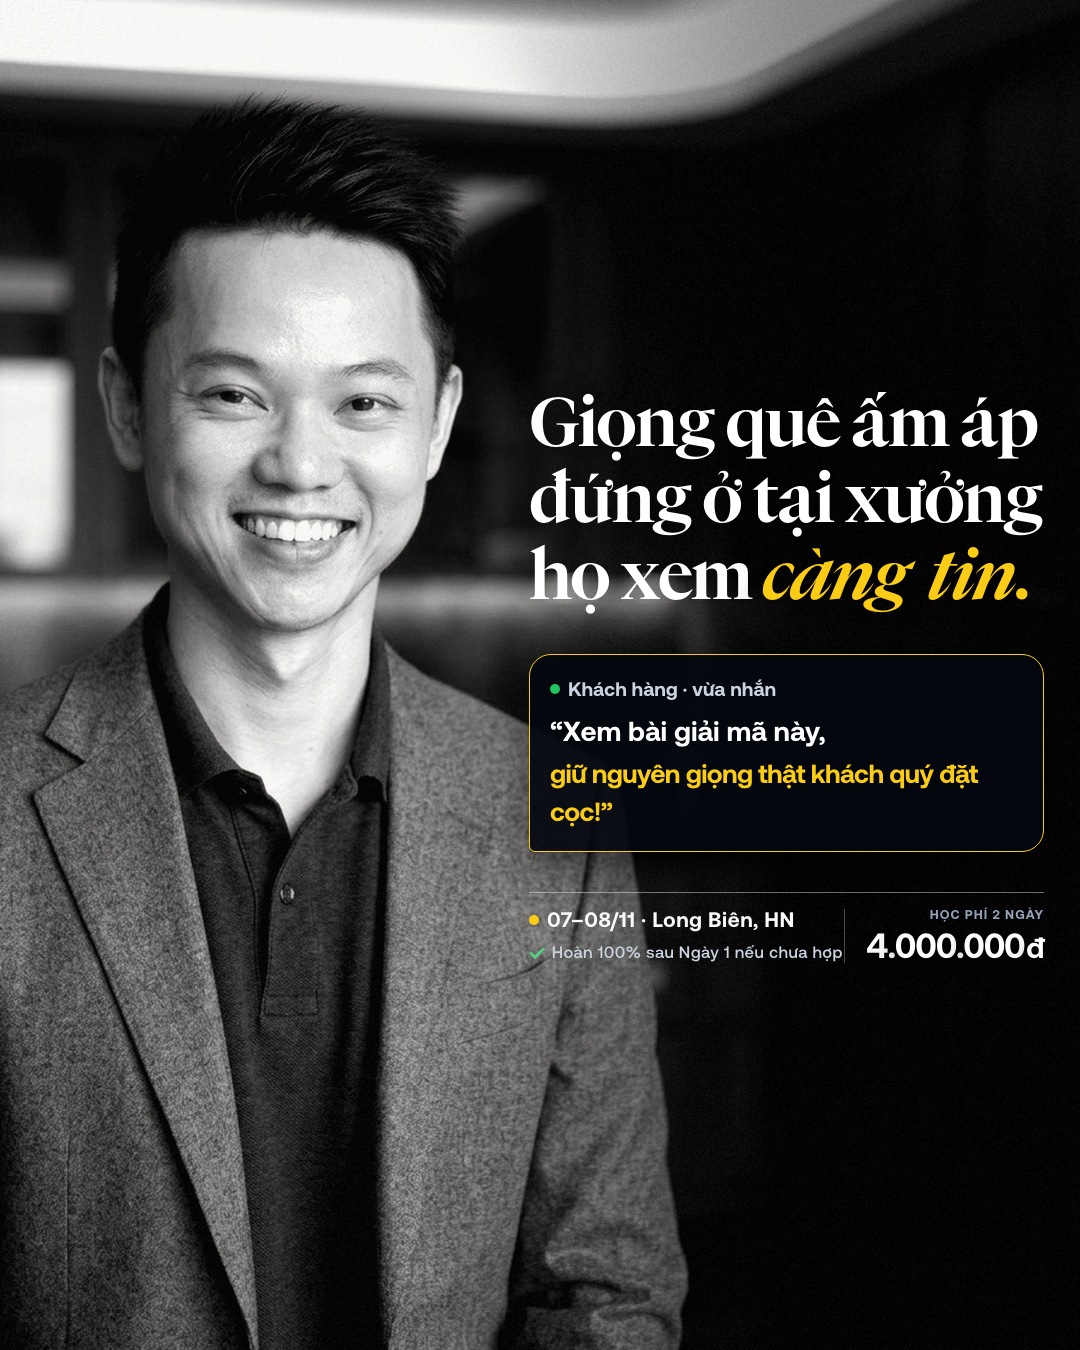 Giọng quê ấm áp
đứng ở tại xưởng
họ xem càng tin.
Khách hàng · vừa nhắn
“Xem bài giải mã này,
giữ nguyên giọng thật khách quý đặt
cọc!”
07–08/11 · Long Biên, HN
Hoàn 100% sau Ngày 1 nếu chưa hợp
HỌC PHÍ 2 NGÀY
4.000.000đ